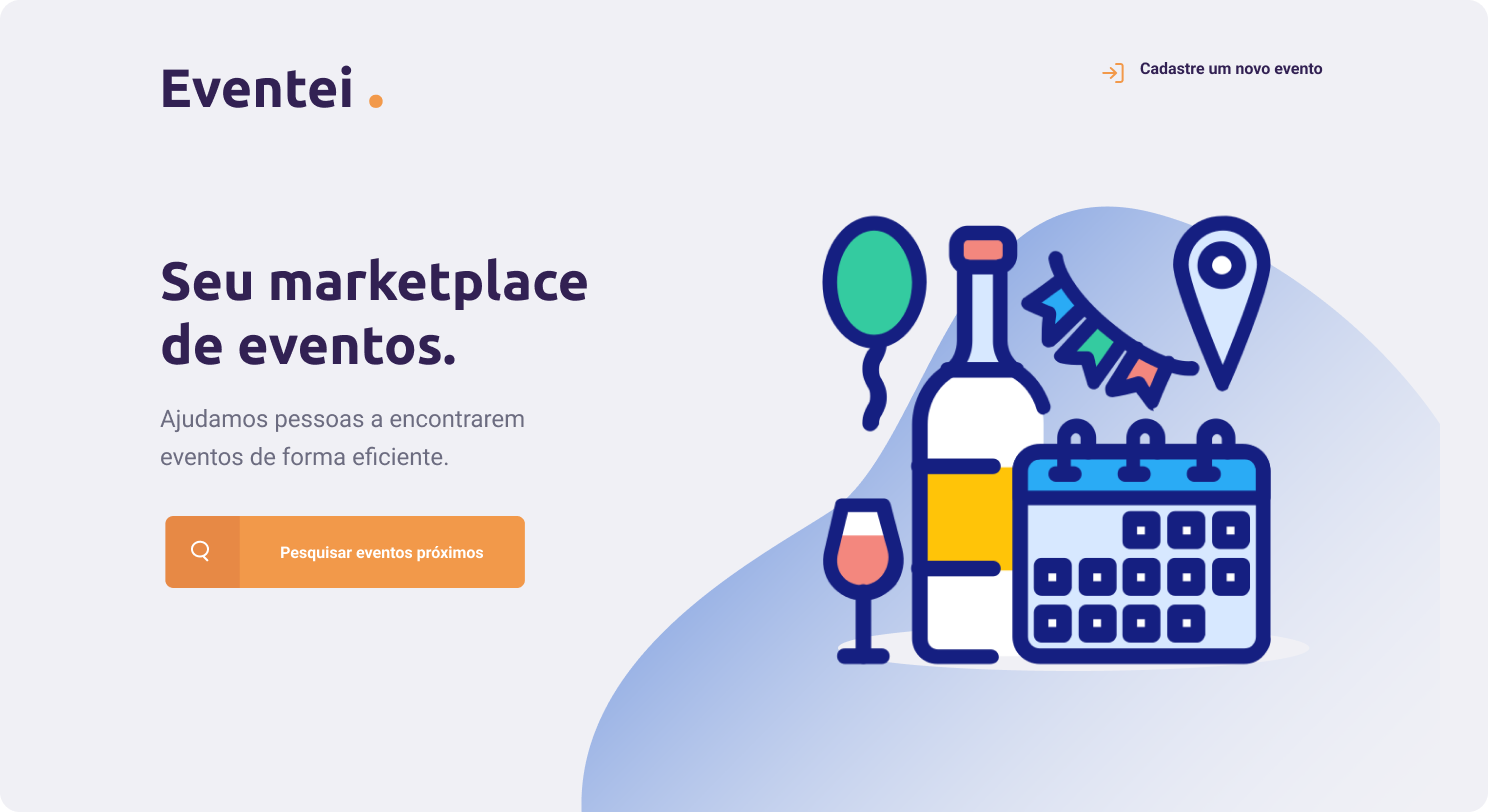 Eventei .
Cadastre um novo evento
Seu marketplace
de eventos.
Ajudamos pessoas a encontrarem
eventos de forma eficiente.
Pesquisar eventos próximos